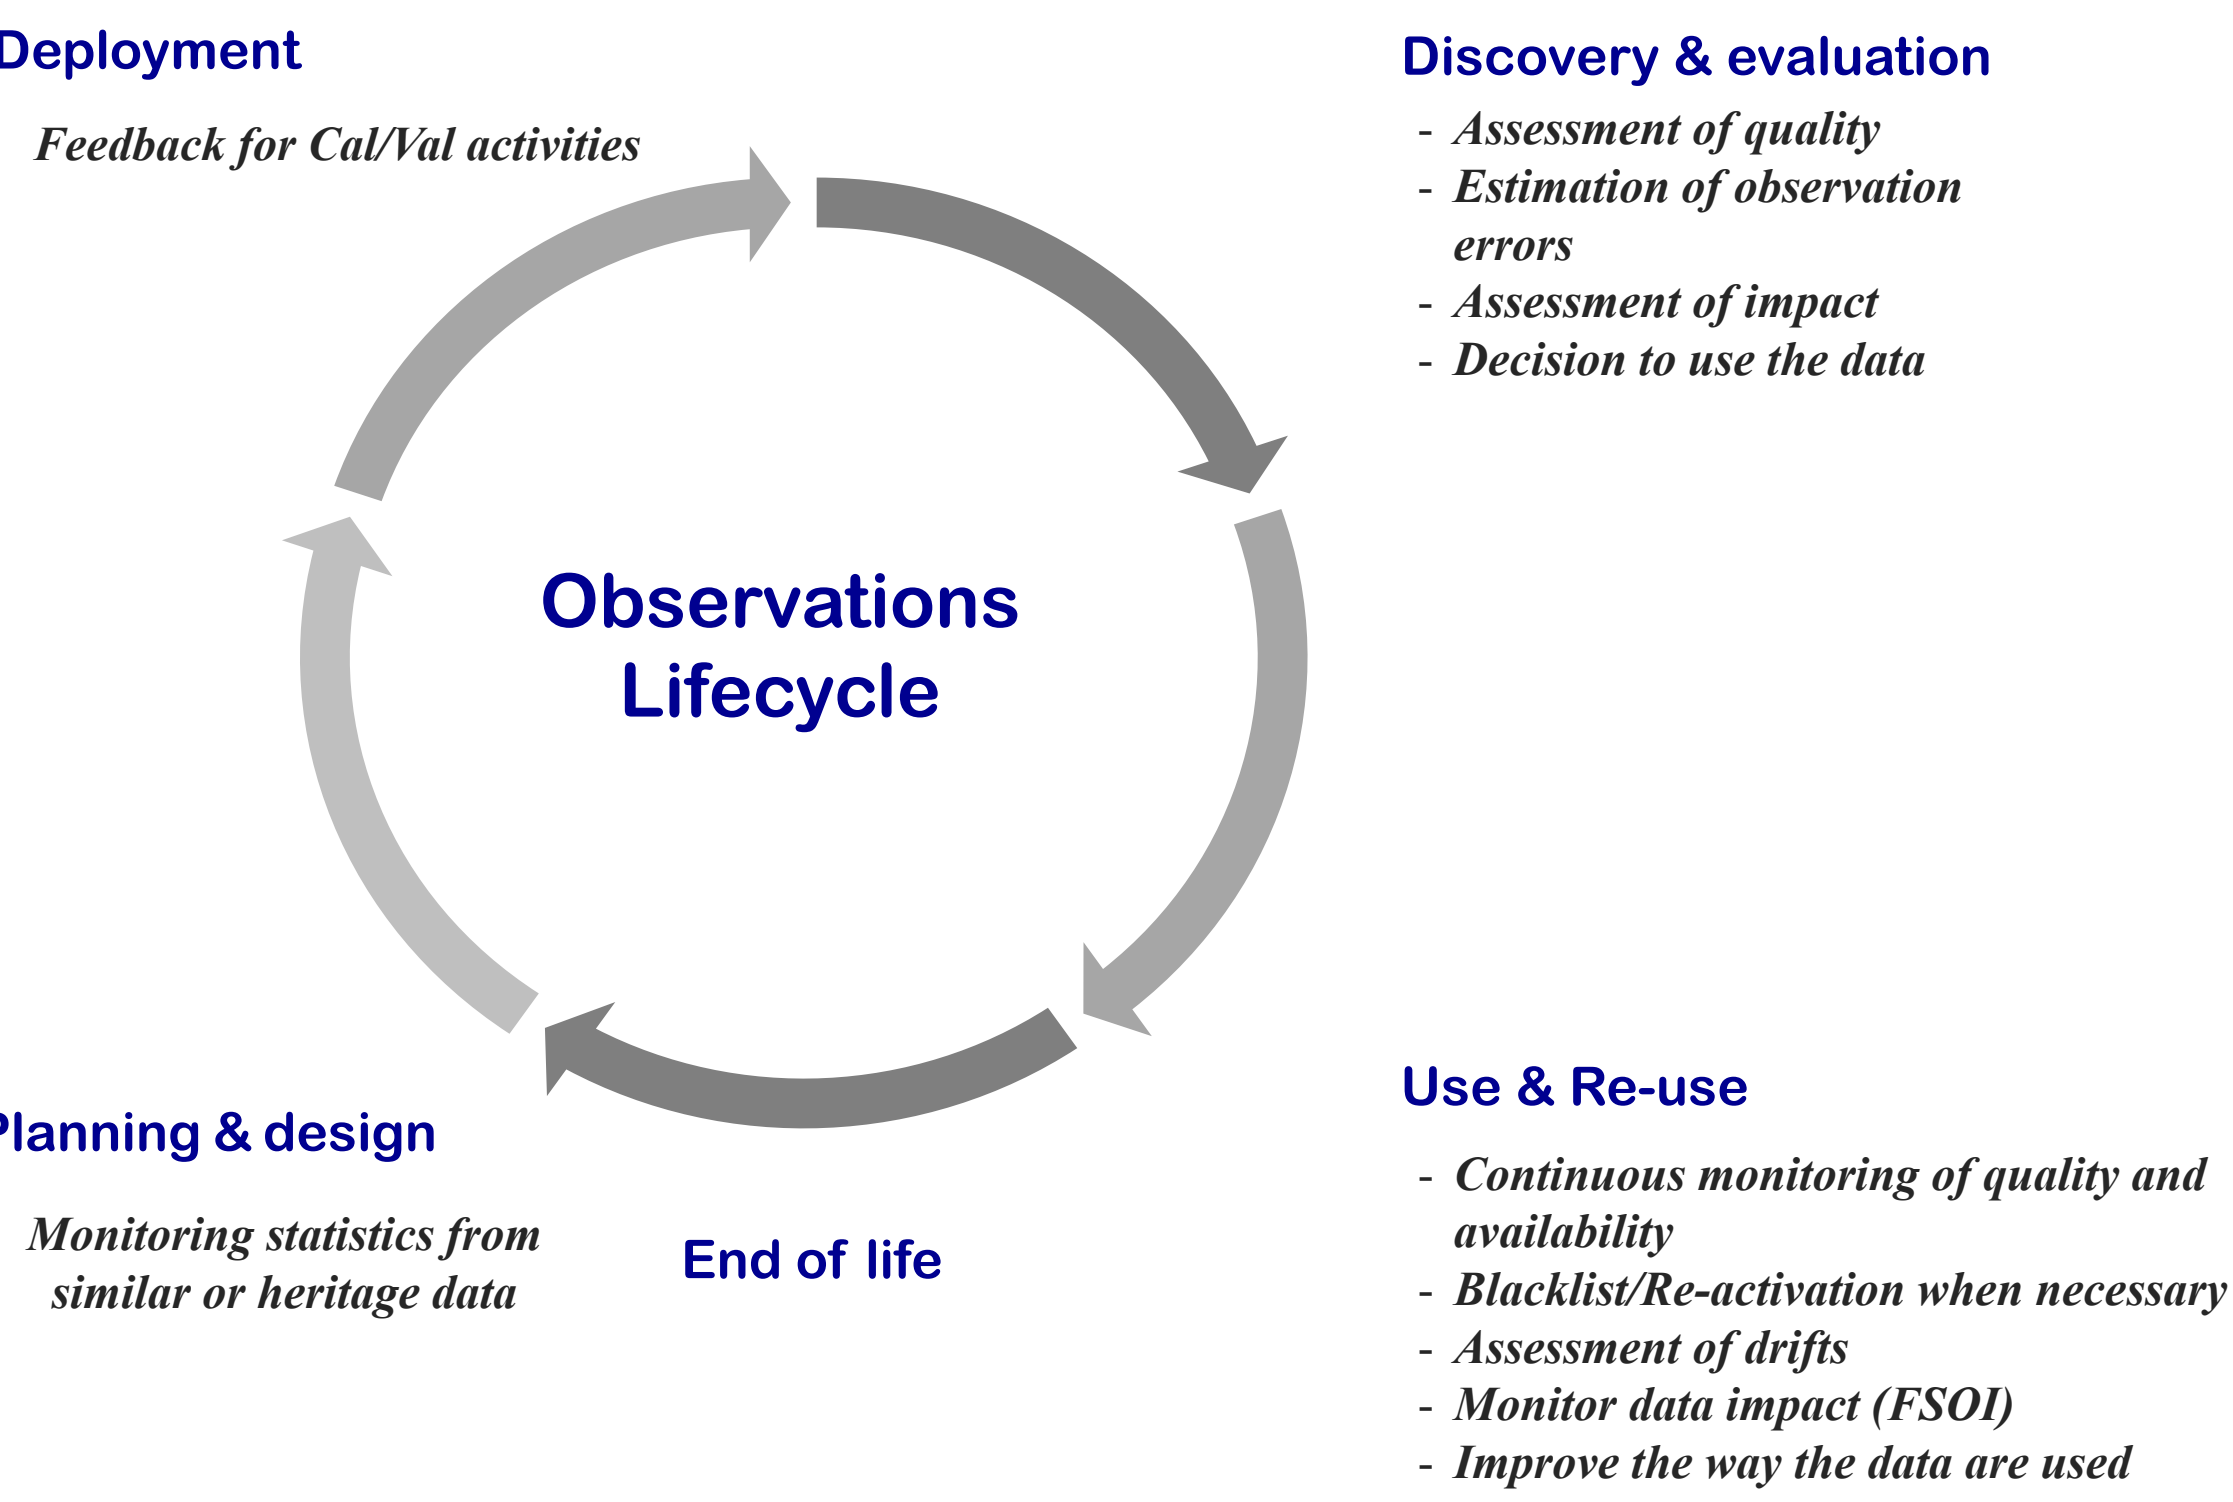 Deployment
Feedback for Cal/Val activities
Discovery & evaluation
- Assessment of quality
- Estimation of observation
errors
- Assessment of impact
- Decision to use the data
Observations
Lifecycle
Planning & design
Monitoring statistics from
similar or heritage data
End of life
Use & Re-use
- Continuous monitoring of quality and
availability
- Blacklist/Re-activation when necessary
- Assessment of drifts
- Monitor data impact (FSOI)
- Improve the way the data are used